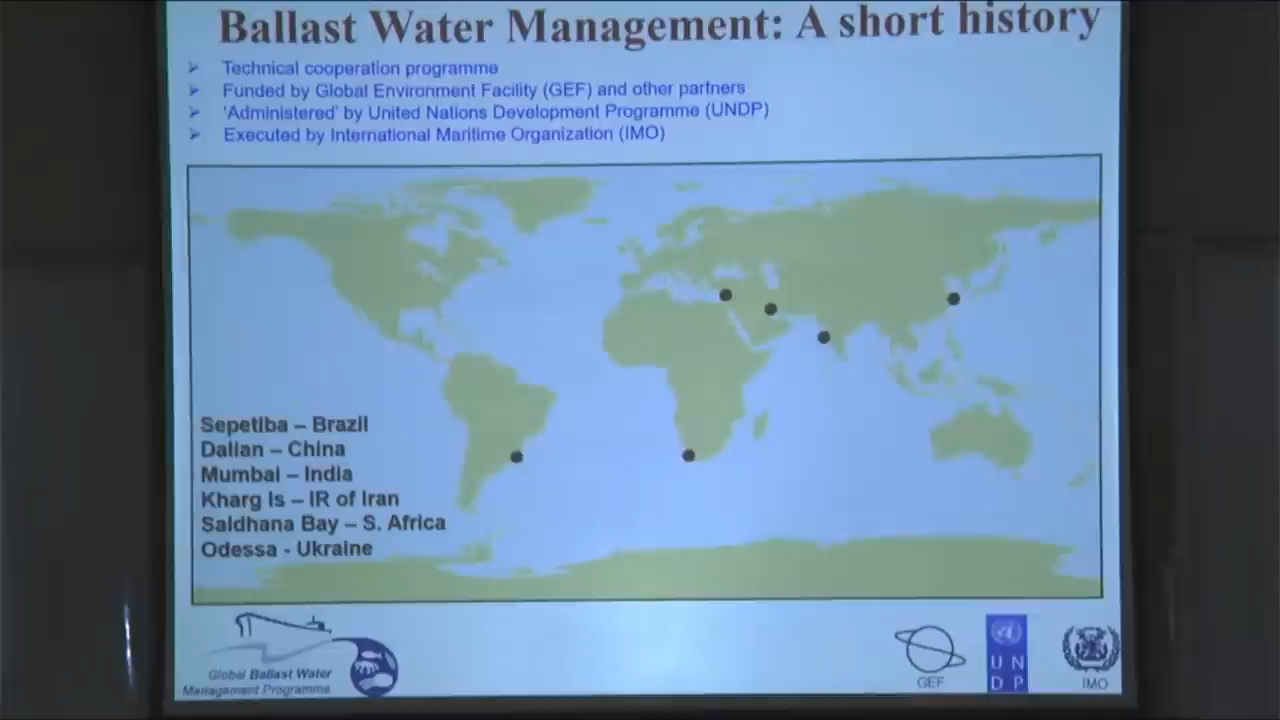 Ballast Water Management: A short history
Technical cooperation programme
Funded by Global Environment Facility (GEF) and other partners
'Administered' by United Nations Development Programme (UNDP)
Executed by International Maritime Organization (IMO)
Sepetiba – Brazil
Dalian – China
Mumbai – India
Kharg Is – IR of Iran
Saldhana Bay – S. Africa
Odessa - Ukraine
Global Ballast Water
Management Programme
GEF
U N
D P
IMO